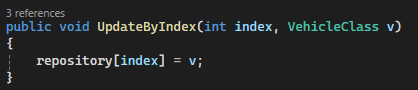 3 references
public void UpdateByIndex(int index, VehicleClass v)
{
repository[index] = v;
}